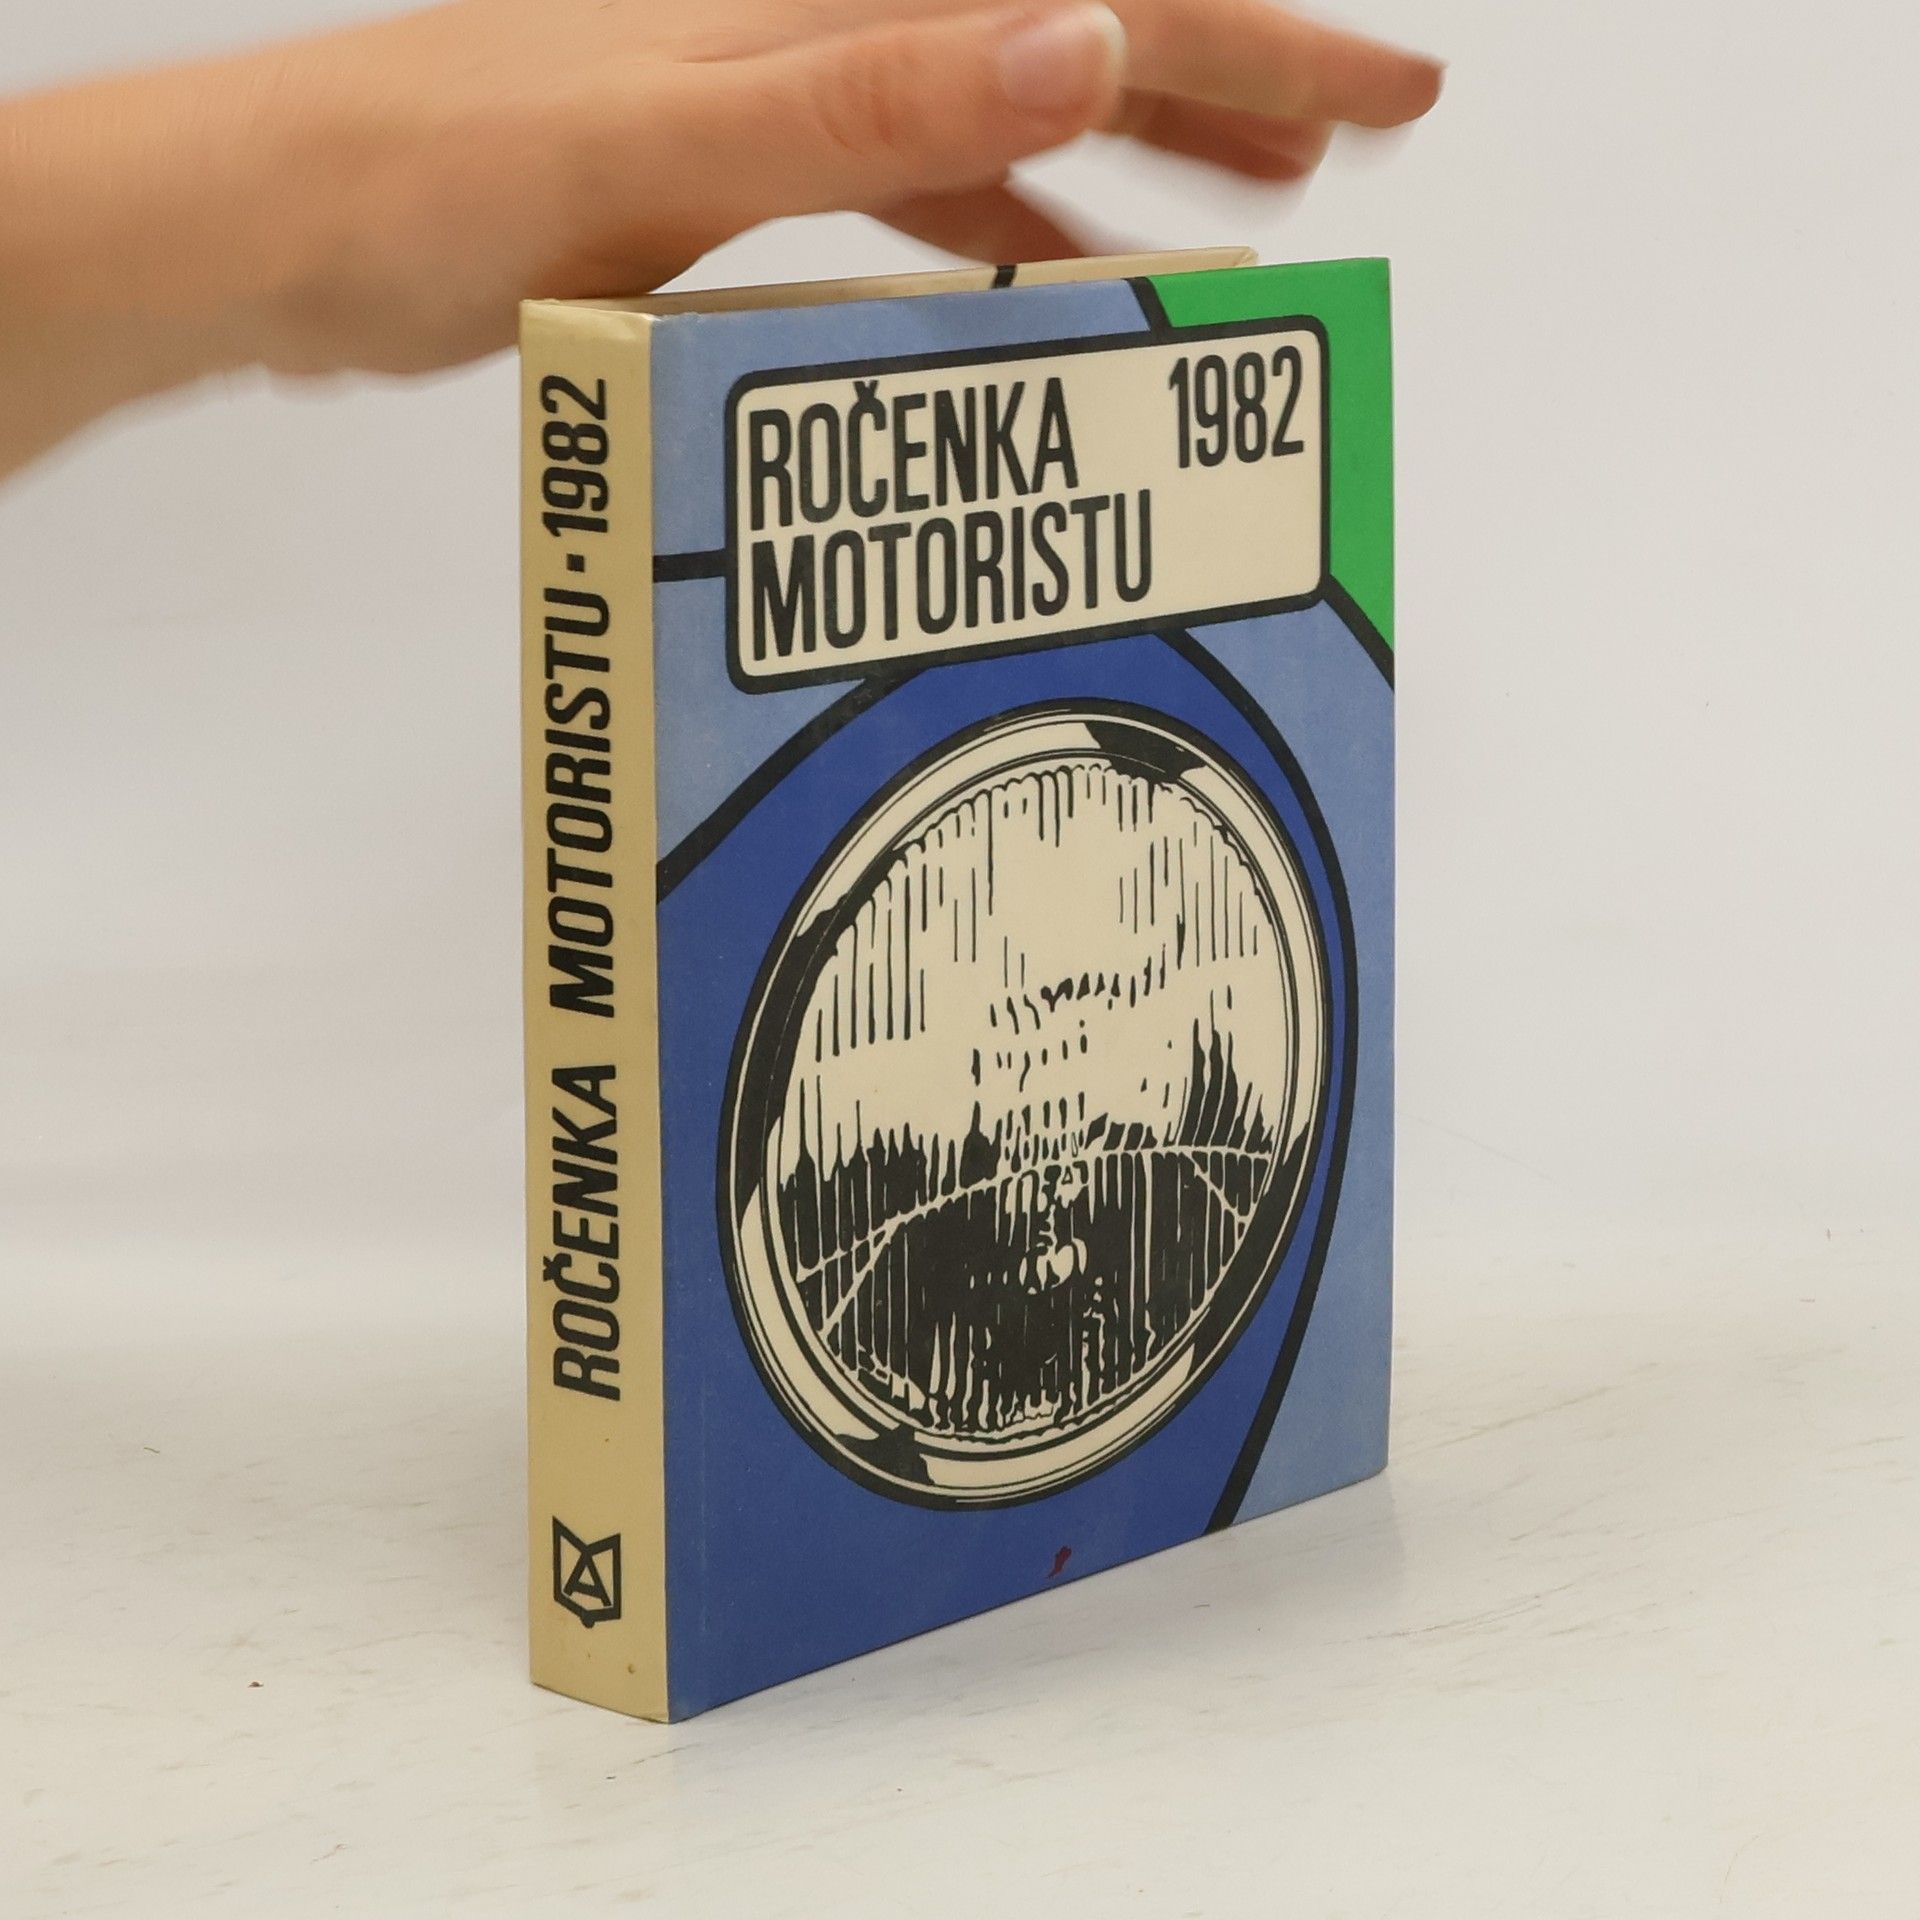 ROČENKA MOTORISTU - 1982
ROČENKA 1982
MOTORISTU